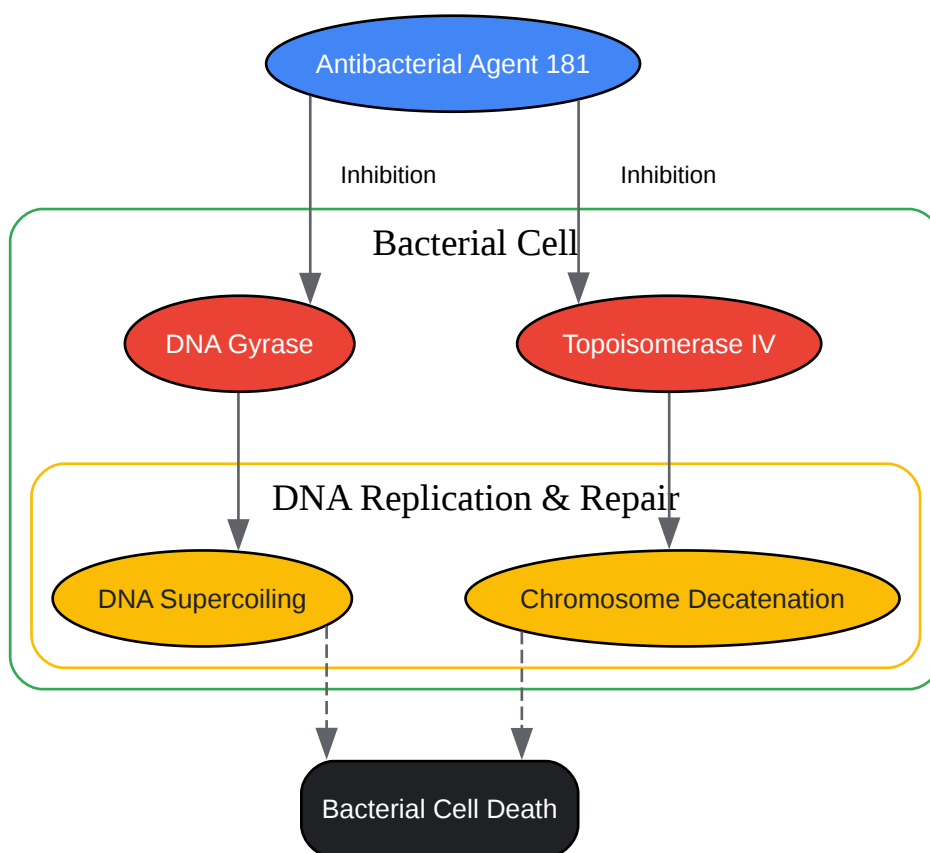 Antibacterial Agent 181
Inhibition
Inhibition
Bacterial Cell
DNA Gyrase
Topoisomerase IV
DNA Replication & Repair
DNA Supercoiling
Chromosome Decatenation
Bacterial Cell Death